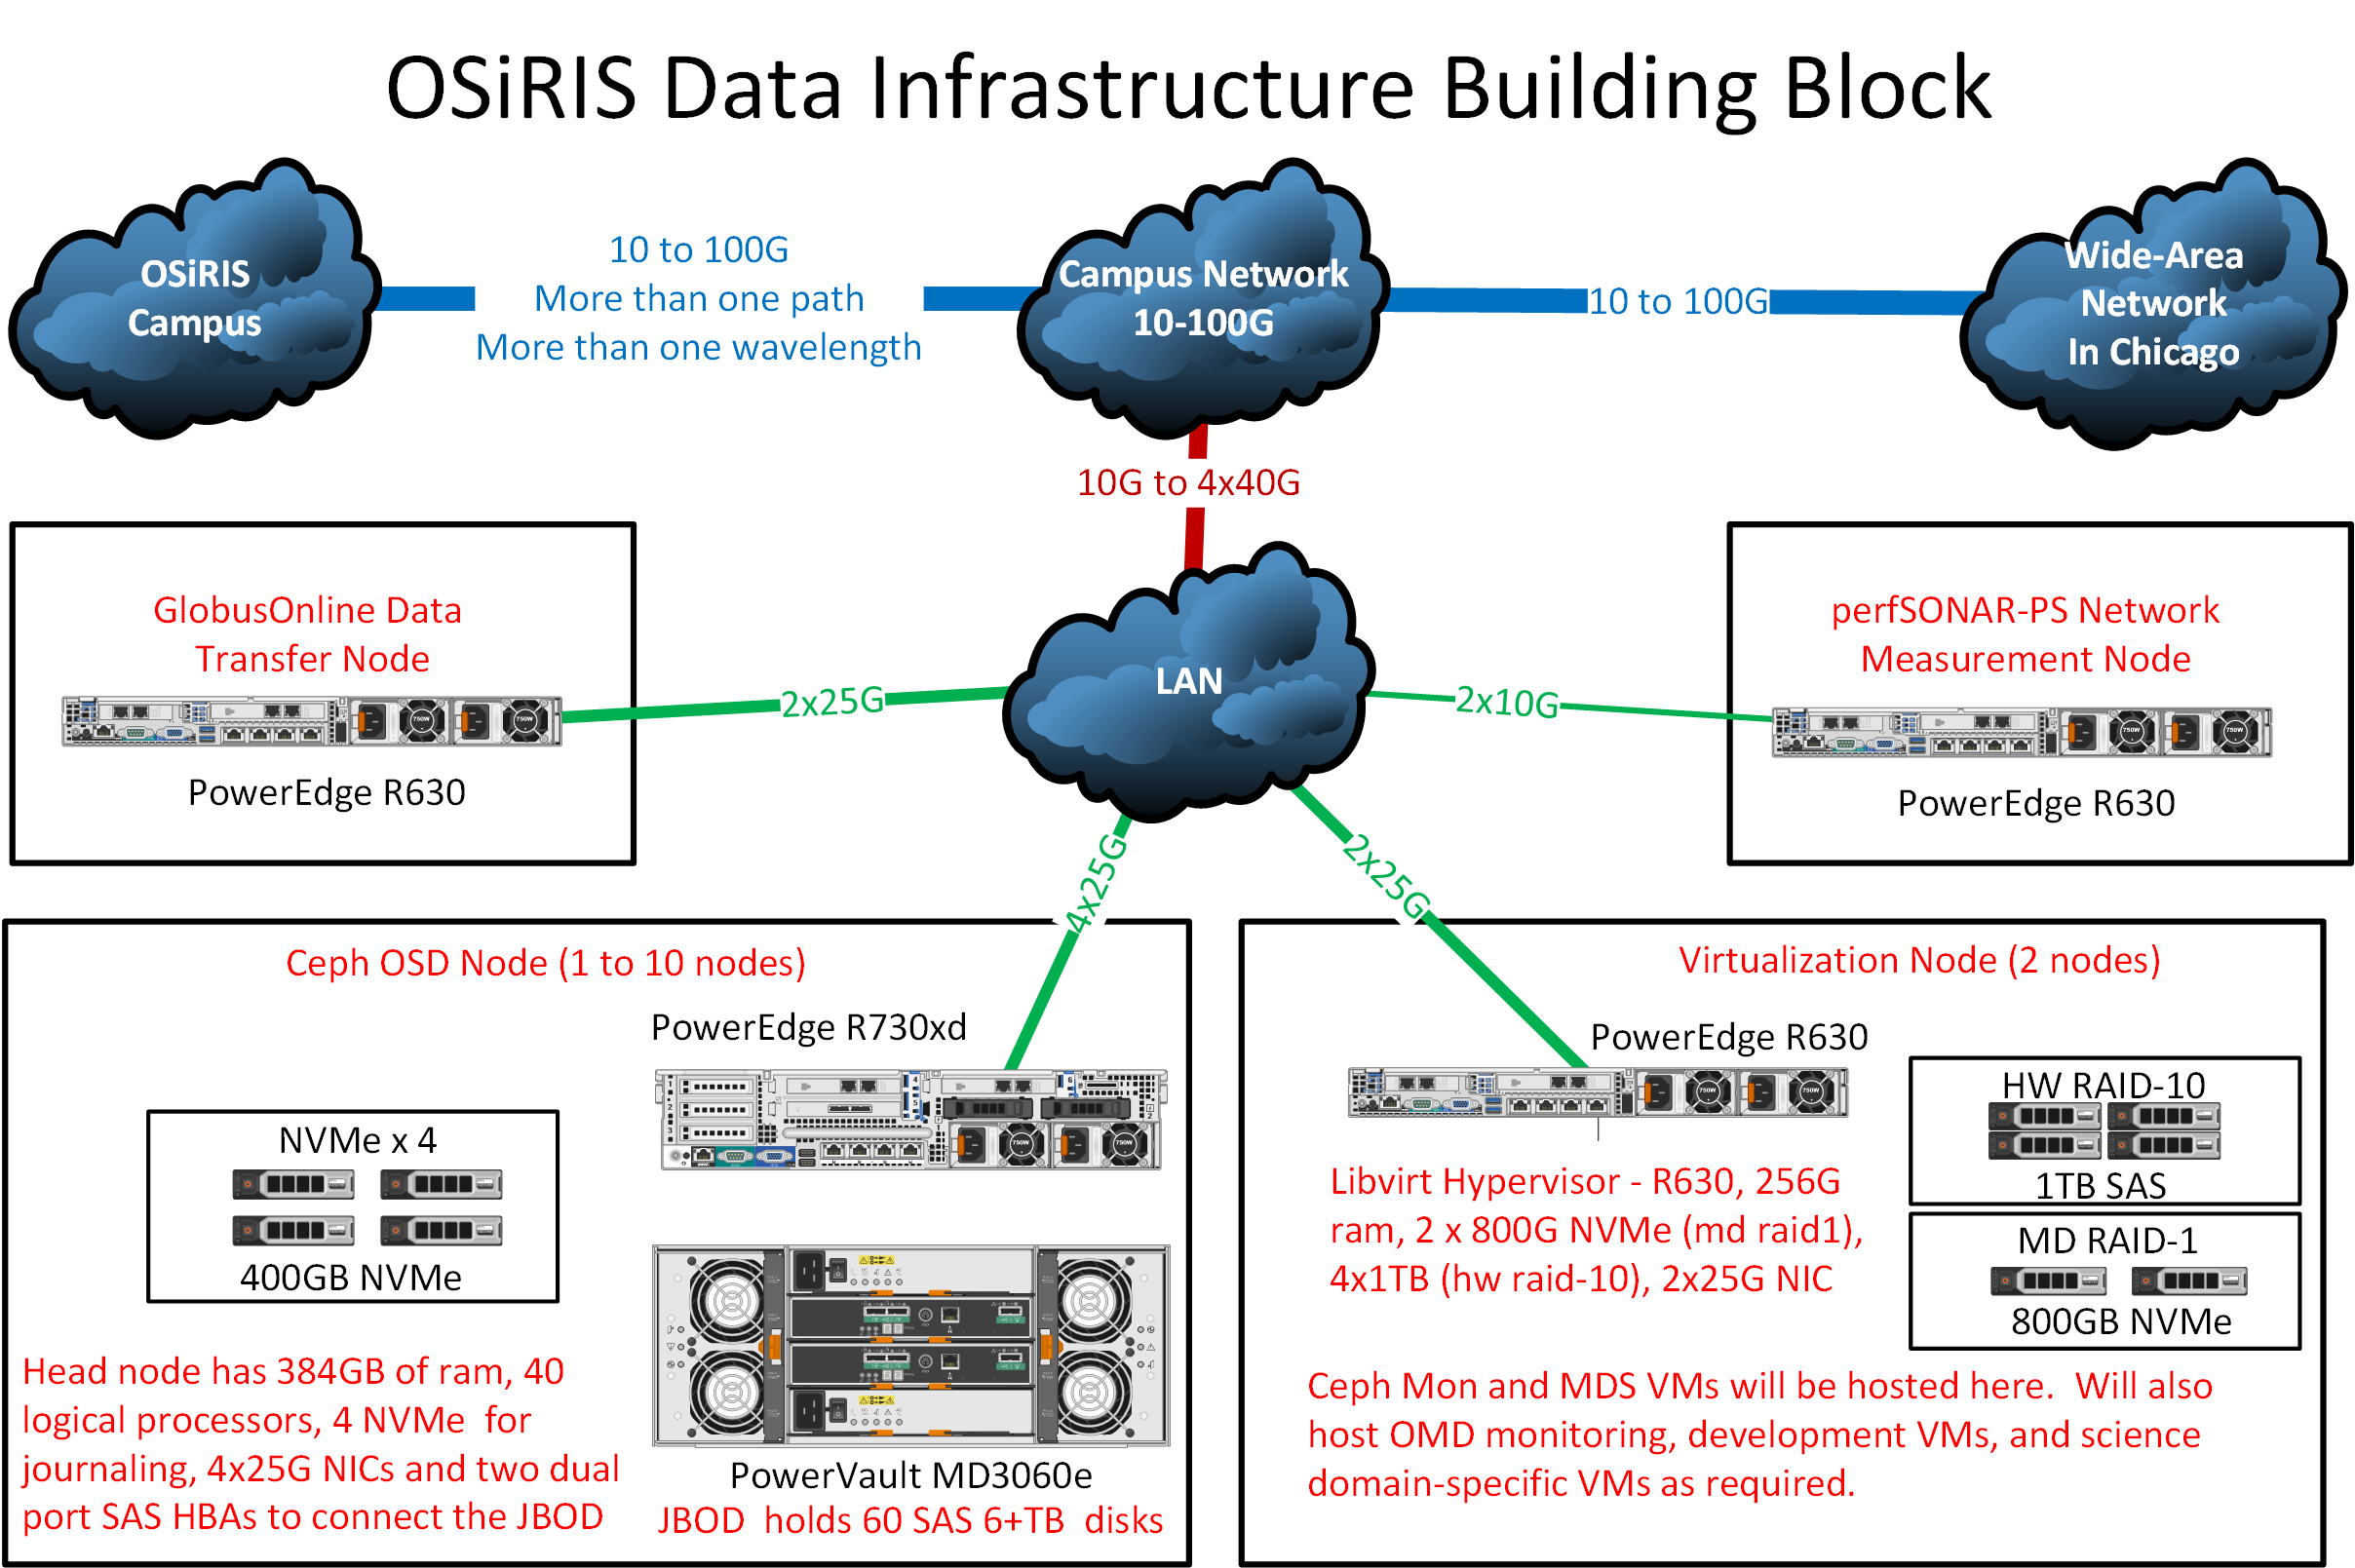 OSiRIS Data Infrastructure Building Block
OSiRIS
Campus
10 to 100G
More than one path
More than one wavelength
Campus Network
10-100G
10 to 100G
Wide-Area
Network
In Chicago
10G to 4x40G
GlobusOnline Data
Transfer Node
PowerEdge R630
2x25G
LAN
2x10G
perfSONAR-PS Network
Measurement Node
PowerEdge R630
4x25G
2x25G
Ceph OSD Node (1 to 10 nodes)
PowerEdge R730xd
NVMe x 4
400GB NVMe
Head node has 384GB of ram, 40
logical processors, 4 NVMe  for
journaling, 4x25G NICs and two dual
port SAS HBAs to connect the JBOD
PowerVault MD3060e
JBOD  holds 60 SAS 6+TB  disks
Virtualization Node (2 nodes)
PowerEdge R630
HW RAID-10
1TB SAS
MD RAID-1
800GB NVMe
Libvirt Hypervisor - R630, 256G
ram, 2 x 800G NVMe (md raid1),
4x1TB (hw raid-10), 2x25G NIC
Ceph Mon and MDS VMs will be hosted here.  Will also
host OMD monitoring, development VMs, and science
domain-specific VMs as required.
750W
750W
750W
750W
750W
750W
750W
750W